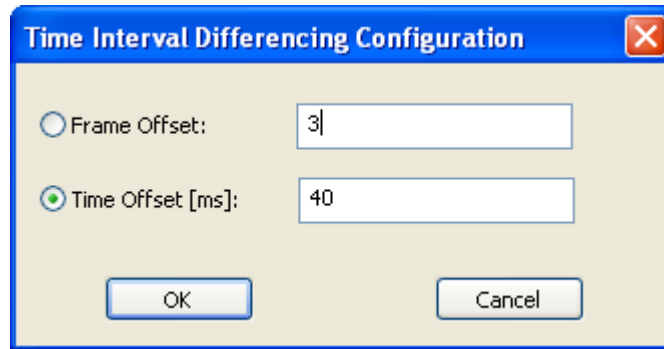 Time Interval Differencing Configuration
Frame Offset: 3
Time Offset [ms]: 40
OK Cancel